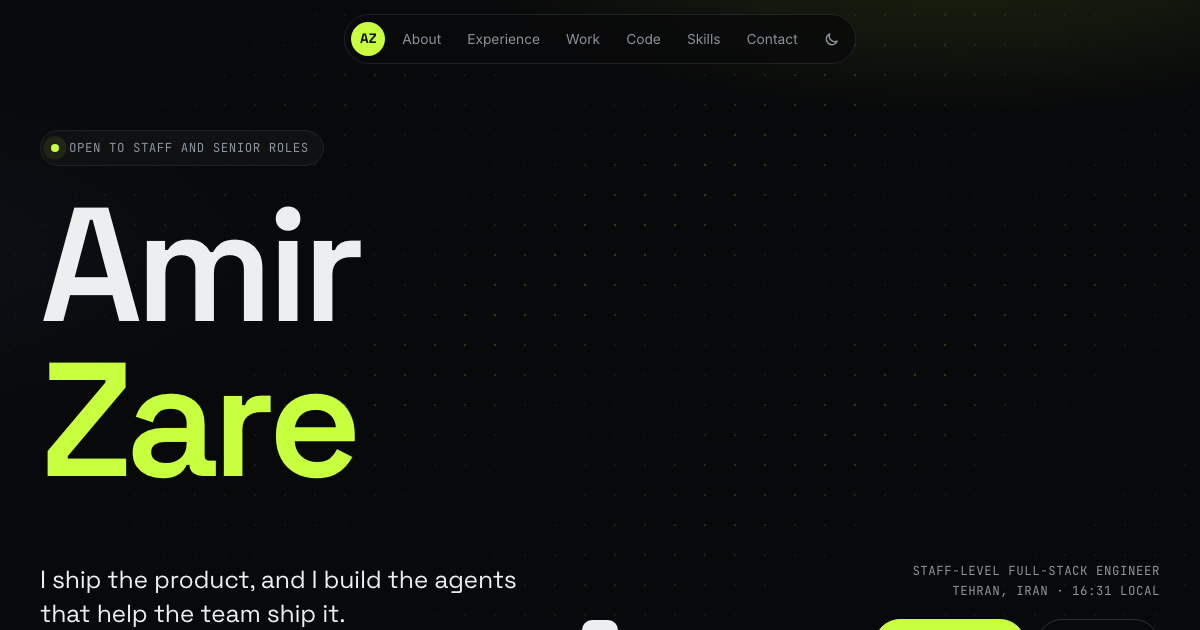 AZ About Experience Work Code Skills Contact
OPEN TO STAFF AND SENIOR ROLES
Amir
Zare
I ship the product, and I build the agents
that help the team ship it.
STAFF-LEVEL FULL-STACK ENGINEER
TEHRAN, IRAN · 16:31 LOCAL